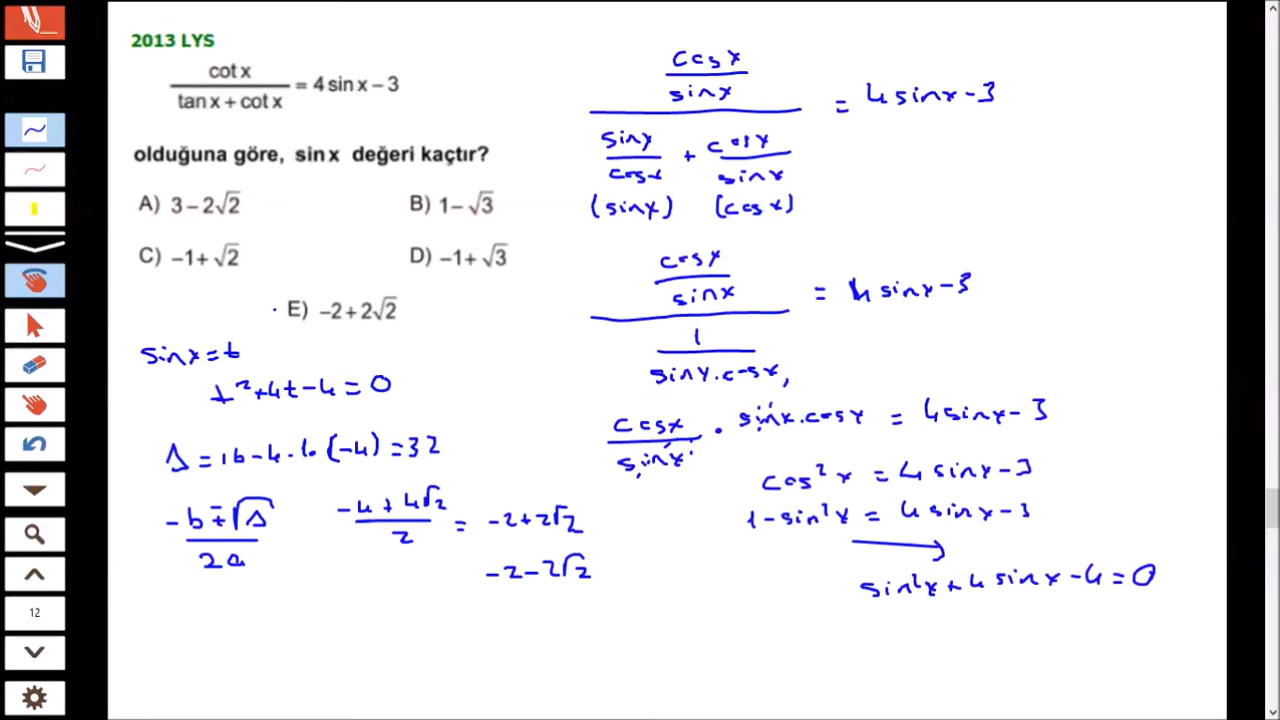 2013 LYS
cot x / (tan x + cot x) = 4 sin x − 3
olduğuna göre, sin x değeri kaçtır?
A) 3 − 2√2 B) 1 − √3
C) −1 + √2 D) −1 + √3
E) −2 + 2√2
sinx = t
t² + 4t − 4 = 0
Δ = 16 − 4 · 1 · (−4) = 32
(−b ∓ √Δ) / 2a (−4 + 4√2) / 2 = −2 + 2√2
−2 − 2√2
(cosx / sinx) / (sinx / cosx + cosx / sinx) = 4 sinx − 3
(sinx) (cosx)
(cosx / sinx) / (1 / sinx.cosx) = 4 sinx − 3
cosx / sinx . sinx.cosx = 4 sinx − 3
cos²x = 4 sinx − 3
1 − sin²x = 4 sinx − 3
sin²x + 4 sinx − 4 = 0
12